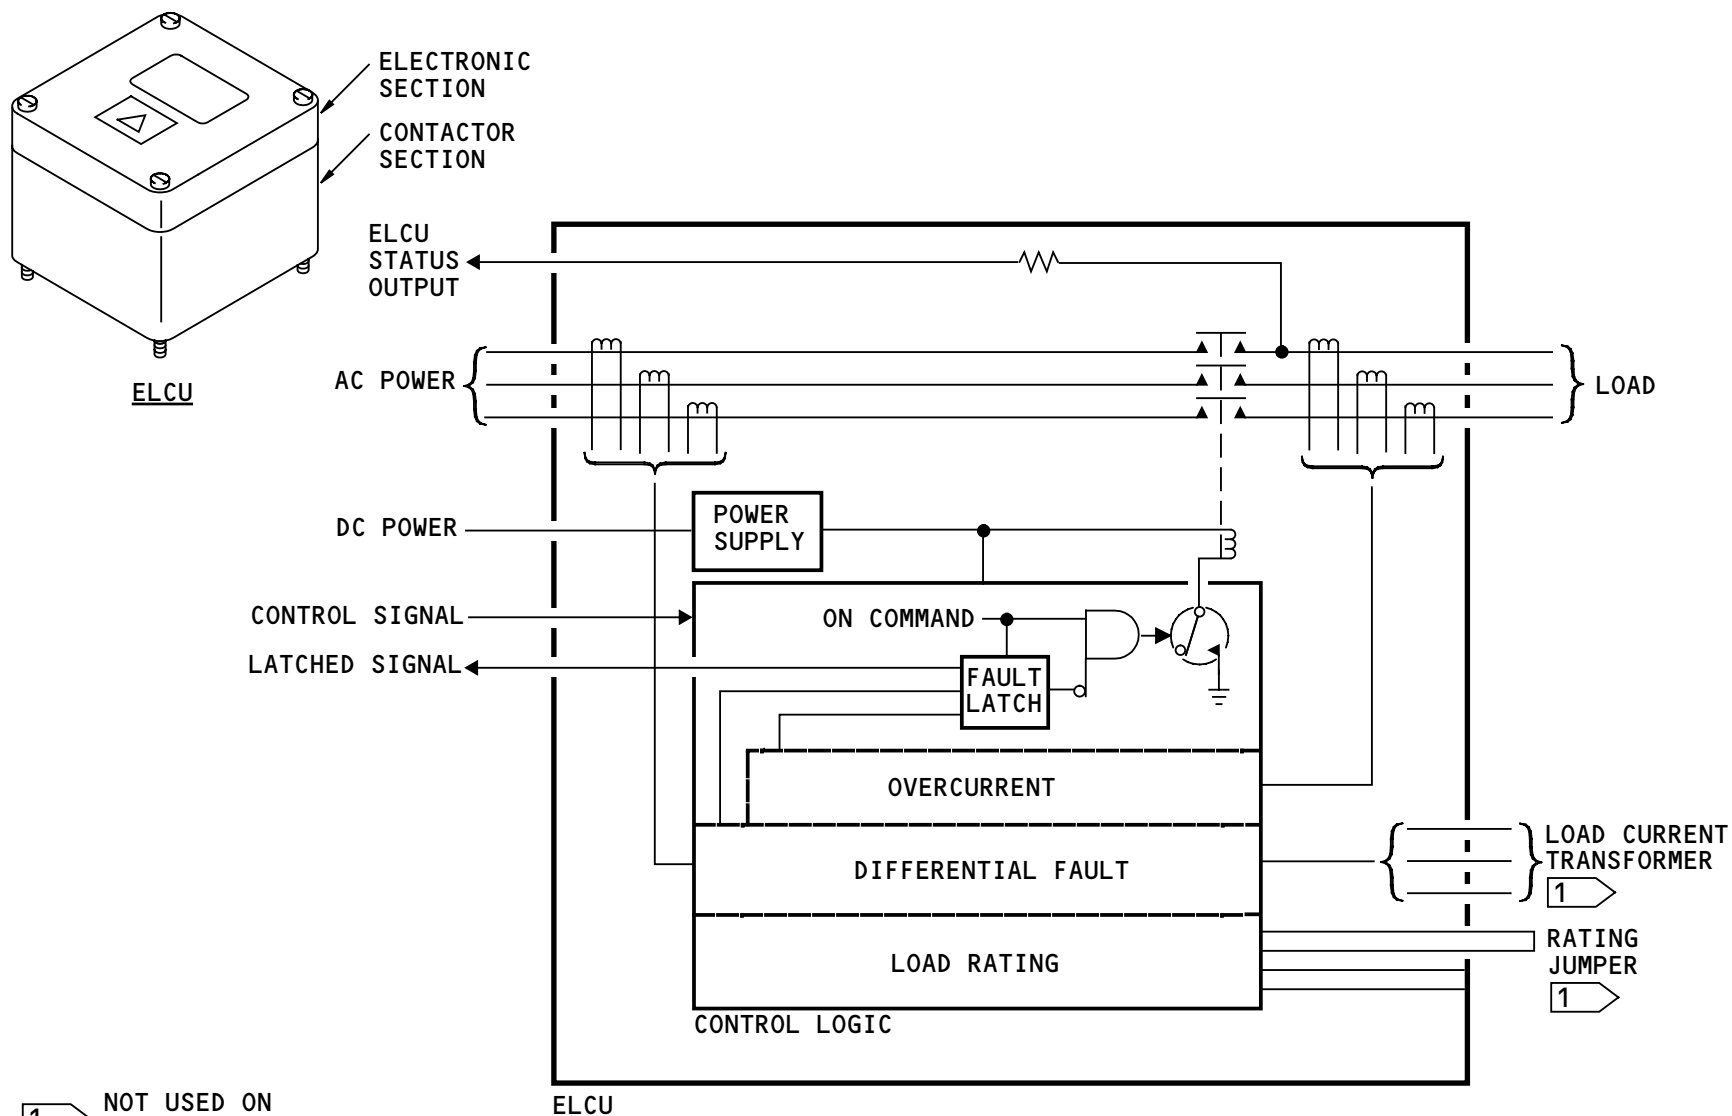 ELECTRONIC
SECTION
CONTACTOR
SECTION
ELCU
ELCU
STATUS
OUTPUT
AC POWER
LOAD
DC POWER
POWER
SUPPLY
CONTROL SIGNAL
ON COMMAND
LATCHED SIGNAL
FAULT
LATCH
OVERCURRENT
DIFFERENTIAL FAULT
LOAD CURRENT
TRANSFORMER
1
LOAD RATING
RATING
JUMPER
1
CONTROL LOGIC
ELCU
1 NOT USED ON